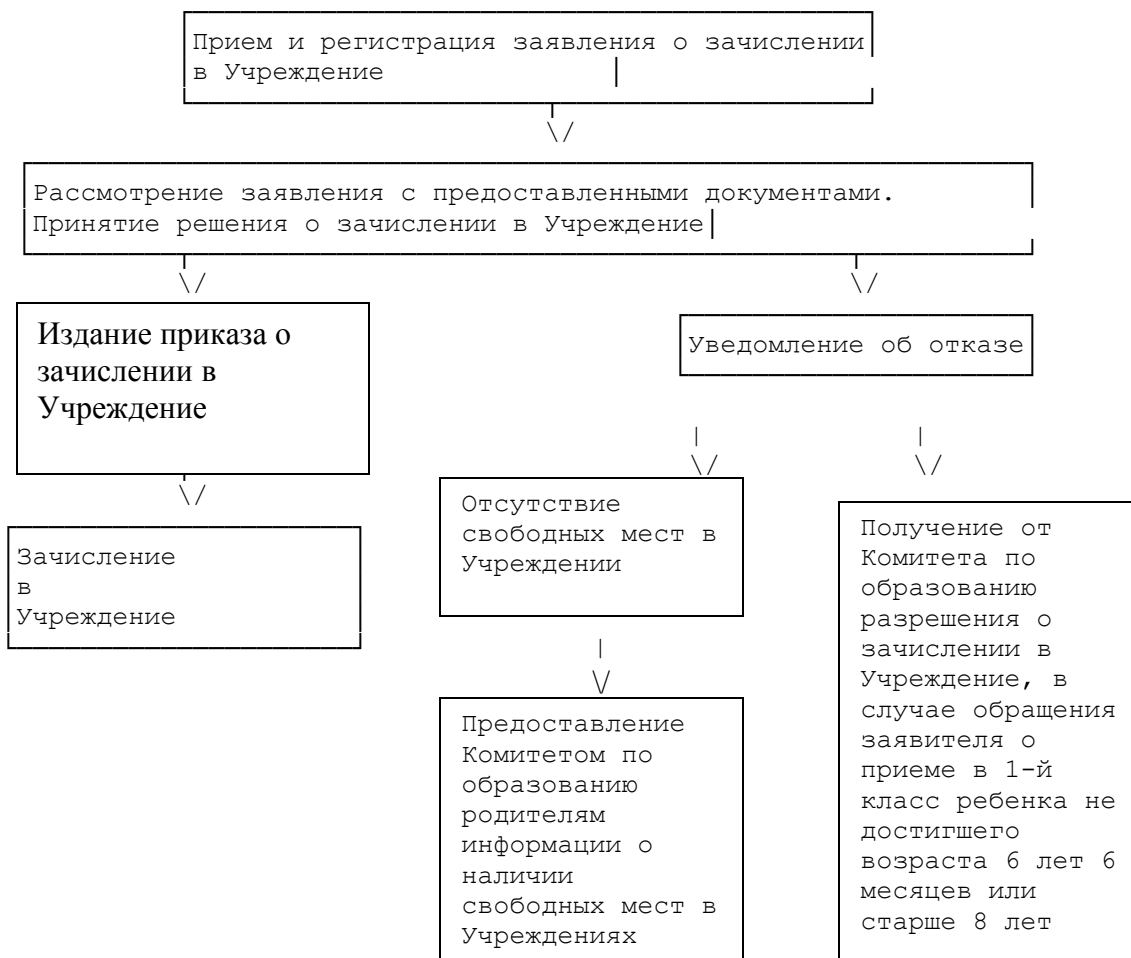 Прием и регистрация заявления о зачислении
в Учреждение
Рассмотрение заявления с предоставленными документами.
Принятие решения о зачислении в Учреждение
Издание приказа о
зачислении в
Учреждение
Уведомление об отказе
Зачисление
в
Учреждение
Отсутствие
свободных мест в
Учреждении
Предоставление
Комитетом по
образованию
родителям
информации о
наличии
свободных мест в
Учреждениях
Получение от
Комитета по
образованию
разрешения о
зачислении в
Учреждение, в
случае обращения
заявителя о
приеме в 1-й
класс ребенка не
достигшего
возраста 6 лет 6
месяцев или
старше 8 лет